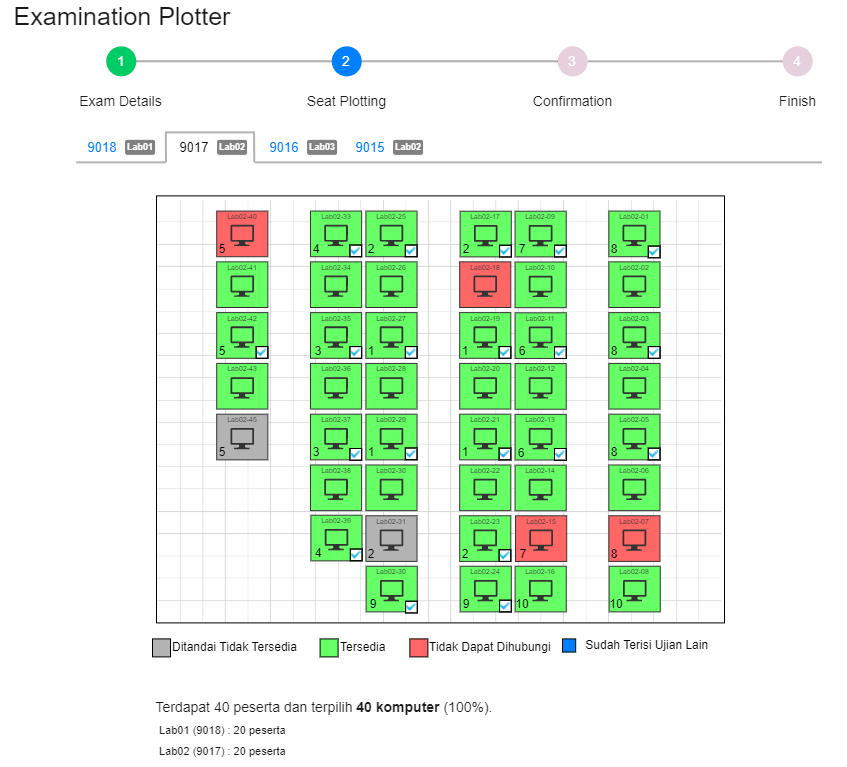 Examination Plotter
1 2 3 4
Exam Details Seat Plotting Confirmation Finish
9018 Lab01 9017 Lab02 9016 Lab03 9015 Lab02
Lab02-40 Lab02-33 Lab02-25 Lab02-17 Lab02-09 Lab02-01
5 4 2 2 7 8
Lab02-41 Lab02-34 Lab02-26 Lab02-18 Lab02-10 Lab02-02
Lab02-42 Lab02-35 Lab02-27 Lab02-19 Lab02-11 Lab02-03
5 3 1 1 6 8
Lab02-43 Lab02-36 Lab02-28 Lab02-20 Lab02-12 Lab02-04
Lab02-45 Lab02-37 Lab02-29 Lab02-21 Lab02-13 Lab02-05
5 3 1 1 6 8
Lab02-38 Lab02-30 Lab02-22 Lab02-14 Lab02-06
Lab02-39 Lab02-31 Lab02-23 Lab02-15 Lab02-07
4 2 2 7 8
Lab02-30 Lab02-24 Lab02-16 Lab02-08
9 9 10 10
Ditandai Tidak Tersedia Tersedia Tidak Dapat Dihubungi Sudah Terisi Ujian Lain
Terdapat 40 peserta dan terpilih 40 komputer (100%).
Lab01 (9018) : 20 peserta
Lab02 (9017) : 20 peserta